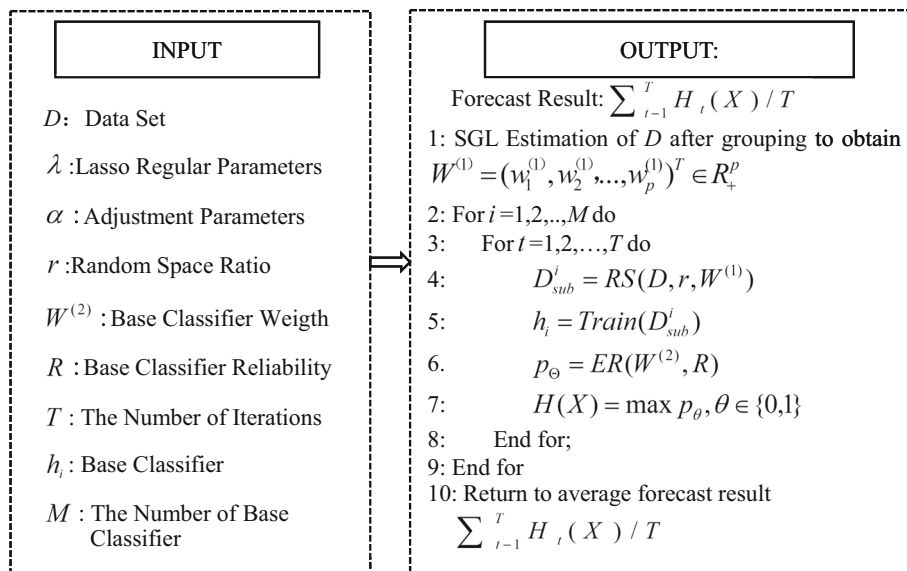 INPUT
D: Data Set
λ :Lasso Regular Parameters
α : Adjustment Parameters
r :Random Space Ratio
W^{(2)} : Base Classifier Weigth
R : Base Classifier Reliability
T : The Number of Iterations
h_i : Base Classifier
M : The Number of Base
Classifier
OUTPUT:
Forecast Result: ∑_{t-1}^{T} H_t(X) / T
1: SGL Estimation of D after grouping to obtain
W^{(1)} = (w_1^{(1)}, w_2^{(1)},..., w_p^{(1)})^T ∈ R_+^p
2: For i =1,2,..,M do
3: For t =1,2,…,T do
4: D_{sub}^i = RS(D, r, W^{(1)})
5: h_i = Train(D_{sub}^i)
6. p_Θ = ER(W^{(2)}, R)
7: H(X) = max p_θ, θ ∈ {0,1}
8: End for;
9: End for
10: Return to average forecast result
∑_{t-1}^{T} H_t(X) / T